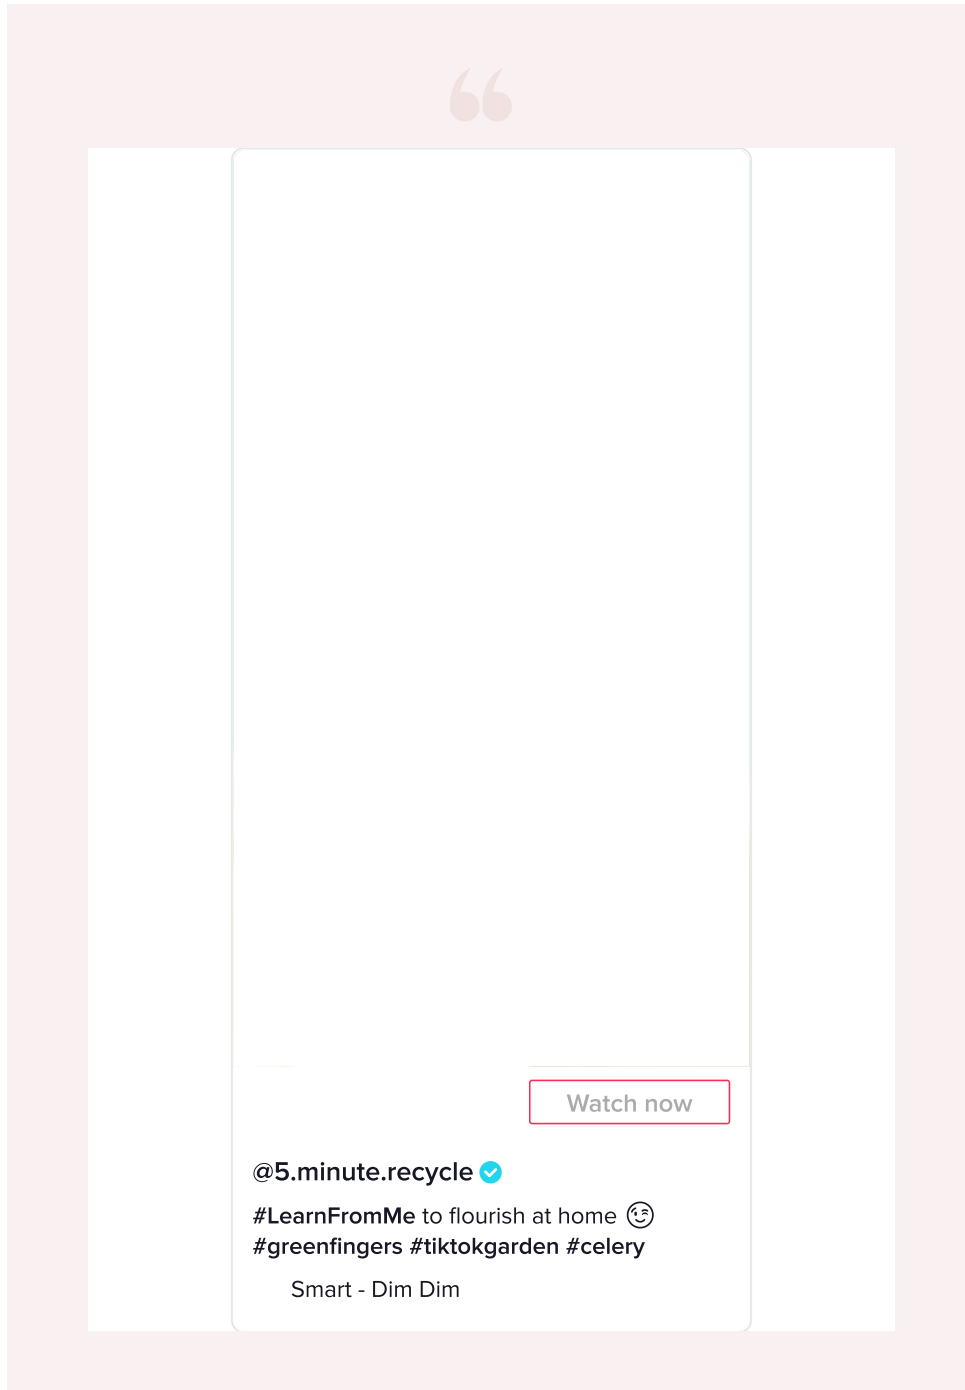 Watch now
@5.minute.recycle
#LearnFromMe to flourish at home 😉
#greenfingers #tiktokgarden #celery
Smart - Dim Dim